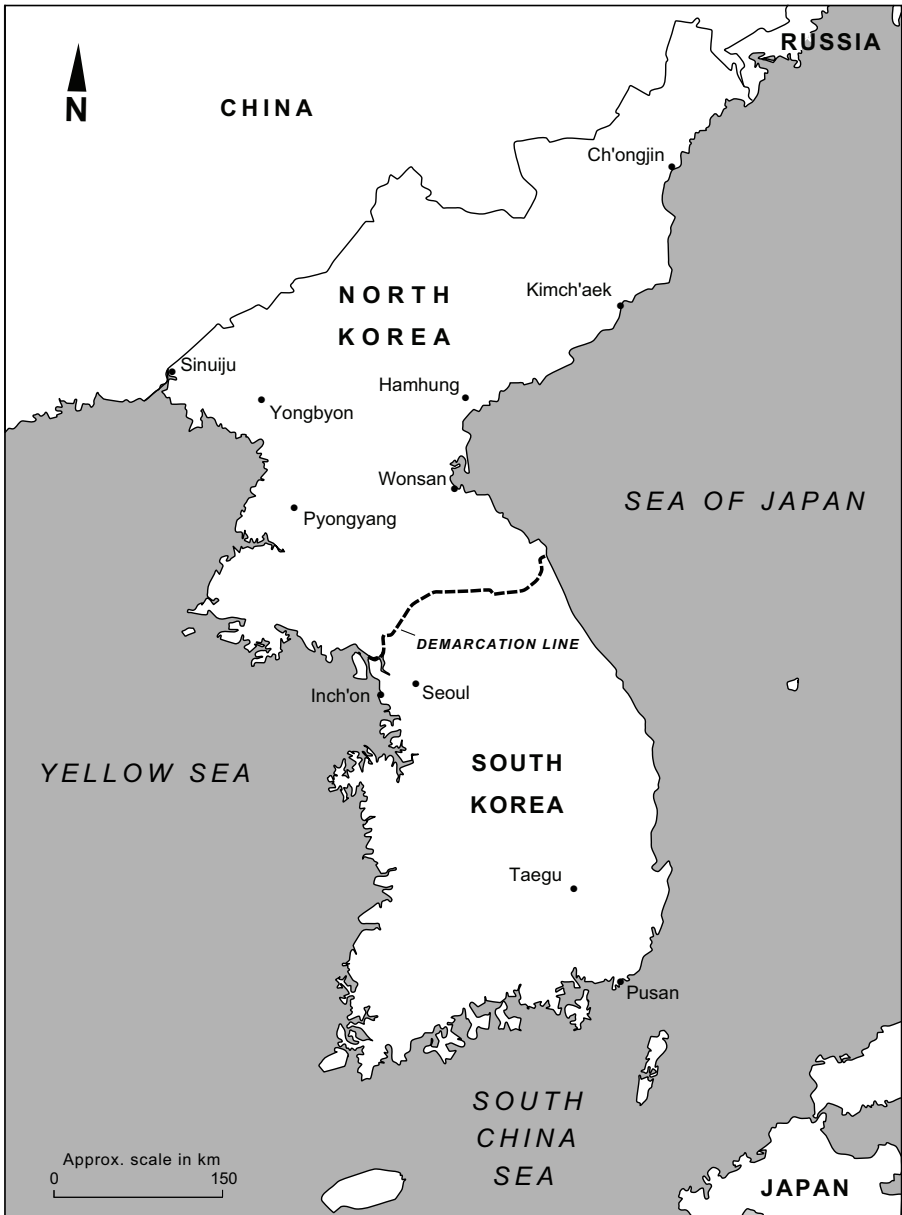 RUSSIA
N
CHINA
Ch'ongjin
NORTH
KOREA
Kimch'aek
Sinuiju
Hamhung
Yongbyon
Wonsan
SEA OF JAPAN
Pyongyang
DEMARCATION LINE
Inch'on
Seoul
YELLOW SEA
SOUTH
KOREA
Taegu
Pusan
SOUTH
CHINA
SEA
Approx. scale in km
0 150
JAPAN